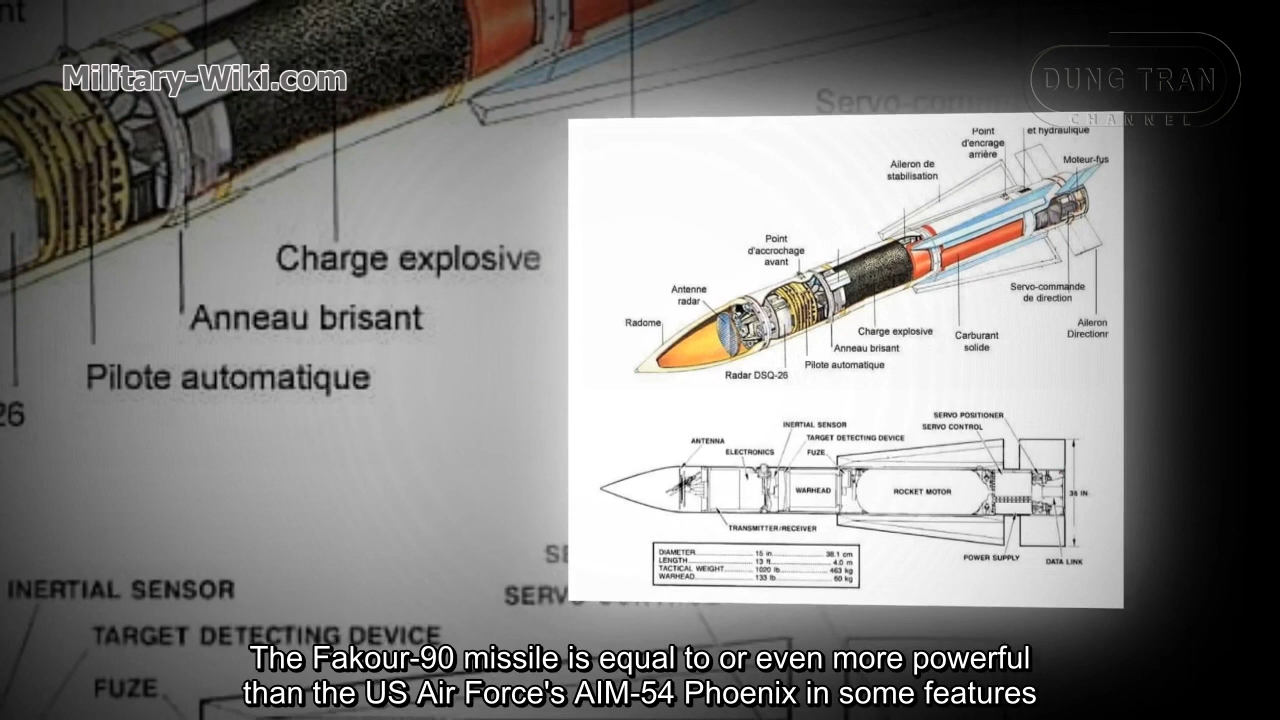 nt
Military-Wiki.com
DUNG TRAN
CHANNEL
Charge explosive
Anneau brisant
Pilote automatique
26
INERTIAL SENSOR
TARGET DETECTING DEVICE
FUZE
Point
d'encrage
arrière
et hydraulique
Moteur-fus
Aileron de
stabilisation
Point
d'accrochage
avant
Antenne
radar
Radome
Servo-commande
de direction
Aileron
Directionr
Charge explosive
Carburant
solide
Anneau brisant
Pilote automatique
Radar DSQ-26
SERVO POSITIONER
SERVO CONTROL
INERTIAL SENSOR
TARGET DETECTING DEVICE
FUZE
ANTENNA
ELECTRONICS
WARHEAD
ROCKET MOTOR
36 IN.
TRANSMITTER/RECEIVER
POWER SUPPLY
DATA LINK
DIAMETER 15 in. 38.1 cm
LENGTH 13 ft. 4.0 m
TACTICAL WEIGHT 1020 lb. 463 kg
WARHEAD 133 lb 60 kg
The Fakour-90 missile is equal to or even more powerful
than the US Air Force's AIM-54 Phoenix in some features